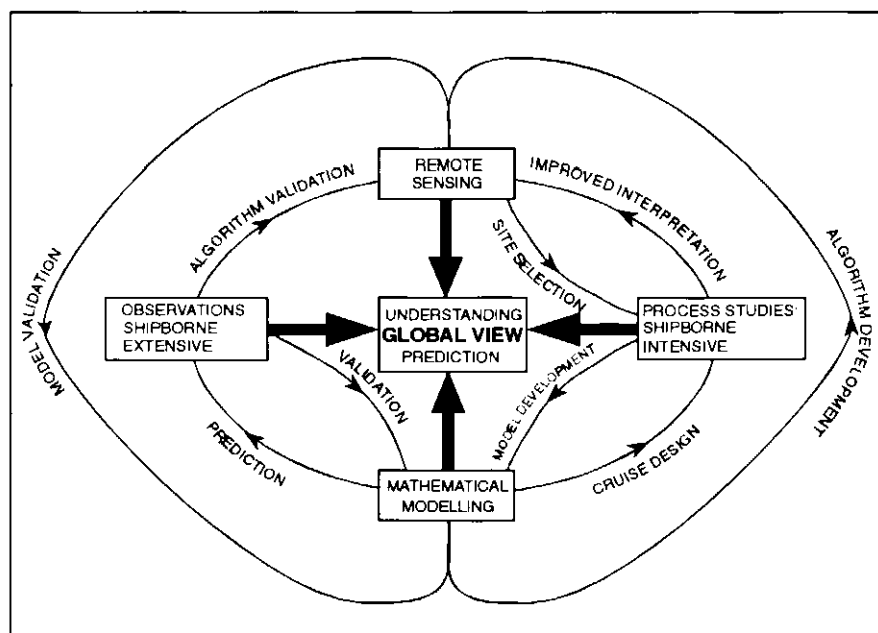 REMOTE
SENSING
ALGORITHM VALIDATION
IMPROVED INTERPRETATION
SITE SELECTION
MODEL VALIDATION
ALGORITHM DEVELOPMENT
OBSERVATIONS
SHIPBORNE
EXTENSIVE
UNDERSTANDING
GLOBAL VIEW
PREDICTION
PROCESS STUDIES
SHIPBORNE
INTENSIVE
VALIDATION
MODEL DEVELOPMENT
PREDICTION
CRUISE DESIGN
MATHEMATICAL
MODELLING